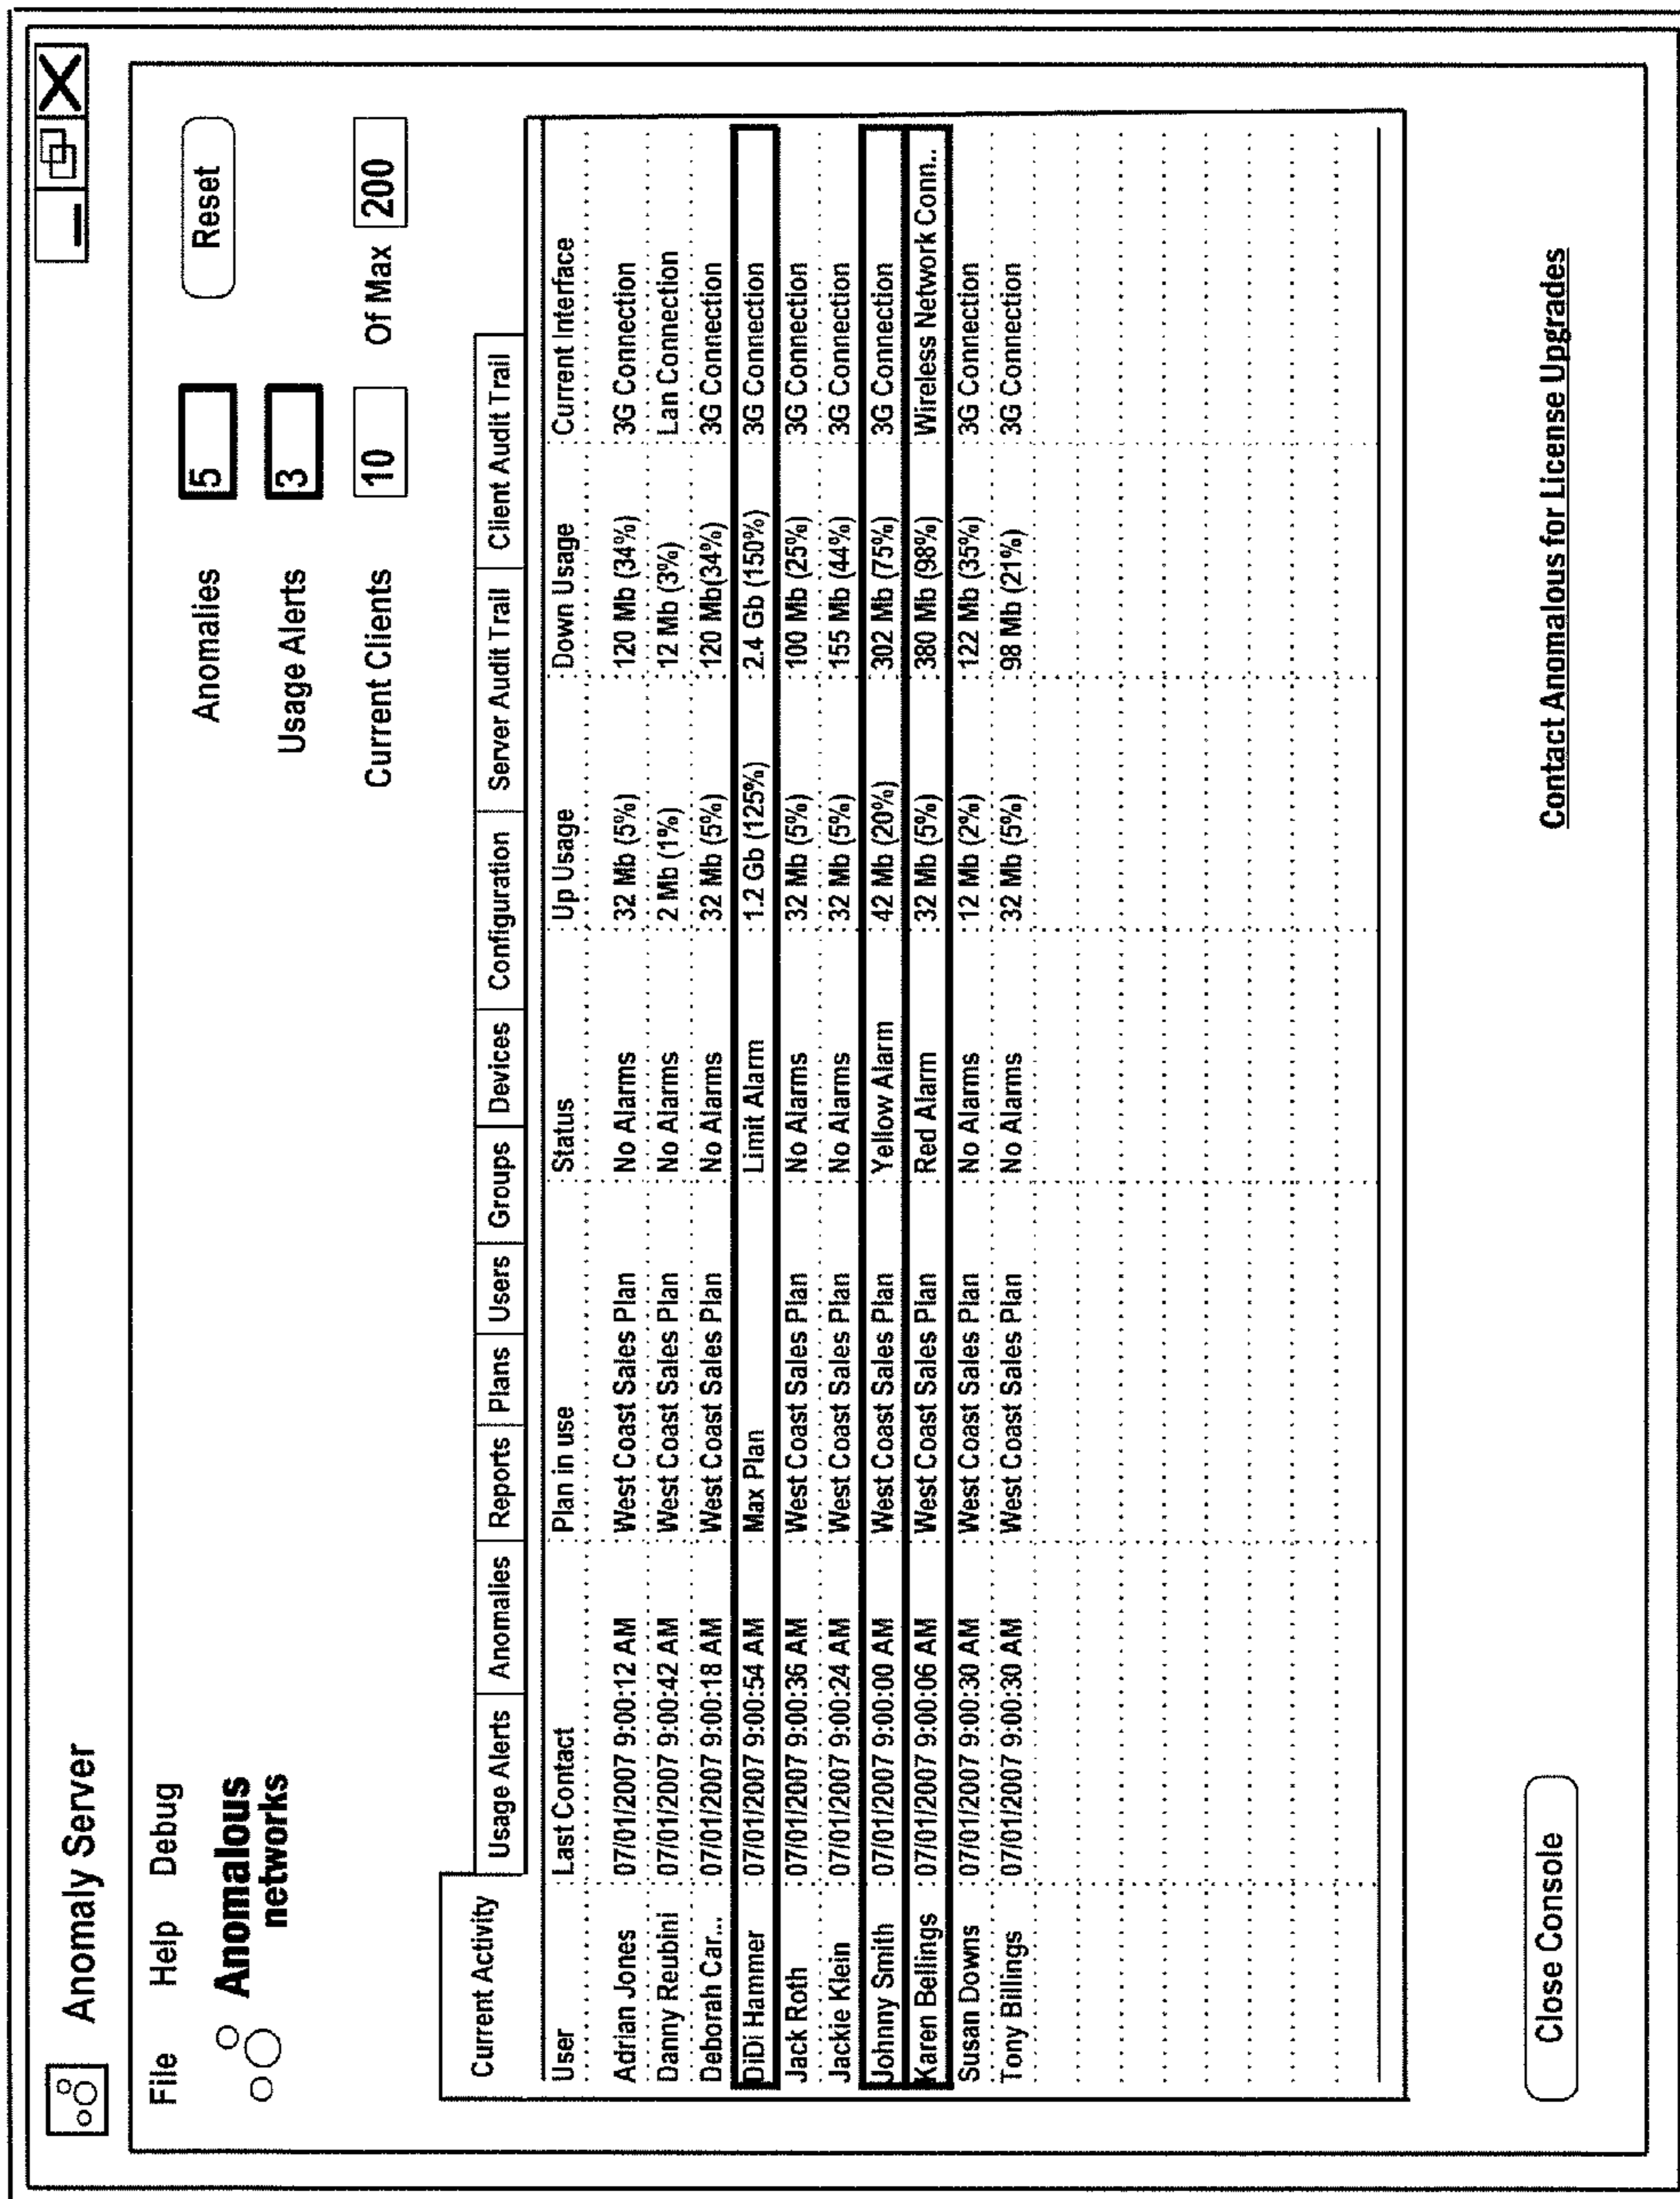 Anomaly Server
File Help Debug
Anomalous
networks
Anomalies 5 Reset
Usage Alerts 3
Current Clients 10 Of Max 200
Current Activity Usage Alerts Anomalies Reports Plans Users Groups Devices Configuration Server Audit Trail Client Audit Trail
User Last Contact Plan in use Status Up Usage Down Usage Current Interface
Adrian Jones 07/01/2007 9:00:12 AM West Coast Sales Plan No Alarms 32 Mb (5%) 120 Mb (34%) 3G Connection
Danny Reubini 07/01/2007 9:00:42 AM West Coast Sales Plan No Alarms 2 Mb (1%) 12 Mb (3%) Lan Connection
Deborah Car... 07/01/2007 9:00:18 AM West Coast Sales Plan No Alarms 32 Mb (5%) 120 Mb(34%) 3G Connection
DiDi Hammer 07/01/2007 9:00:54 AM Max Plan Limit Alarm 1.2 Gb (125%) 2.4 Gb (150%) 3G Connection
Jack Roth 07/01/2007 9:00:36 AM West Coast Sales Plan No Alarms 32 Mb (5%) 100 Mb (25%) 3G Connection
Jackie Klein 07/01/2007 9:00:24 AM West Coast Sales Plan No Alarms 32 Mb (5%) 155 Mb (44%) 3G Connection
Johnny Smith 07/01/2007 9:00:00 AM West Coast Sales Plan Yellow Alarm 42 Mb (20%) 302 Mb (75%) 3G Connection
Karen Bellings 07/01/2007 9:00:06 AM West Coast Sales Plan Red Alarm 32 Mb (5%) 380 Mb (98%) Wireless Network Conn..
Susan Downs 07/01/2007 9:00:30 AM West Coast Sales Plan No Alarms 12 Mb (2%) 122 Mb (35%) 3G Connection
Tony Billings 07/01/2007 9:00:30 AM West Coast Sales Plan No Alarms 32 Mb (5%) 98 Mb (21%) 3G Connection
Close Console Contact Anomalous for License Upgrades